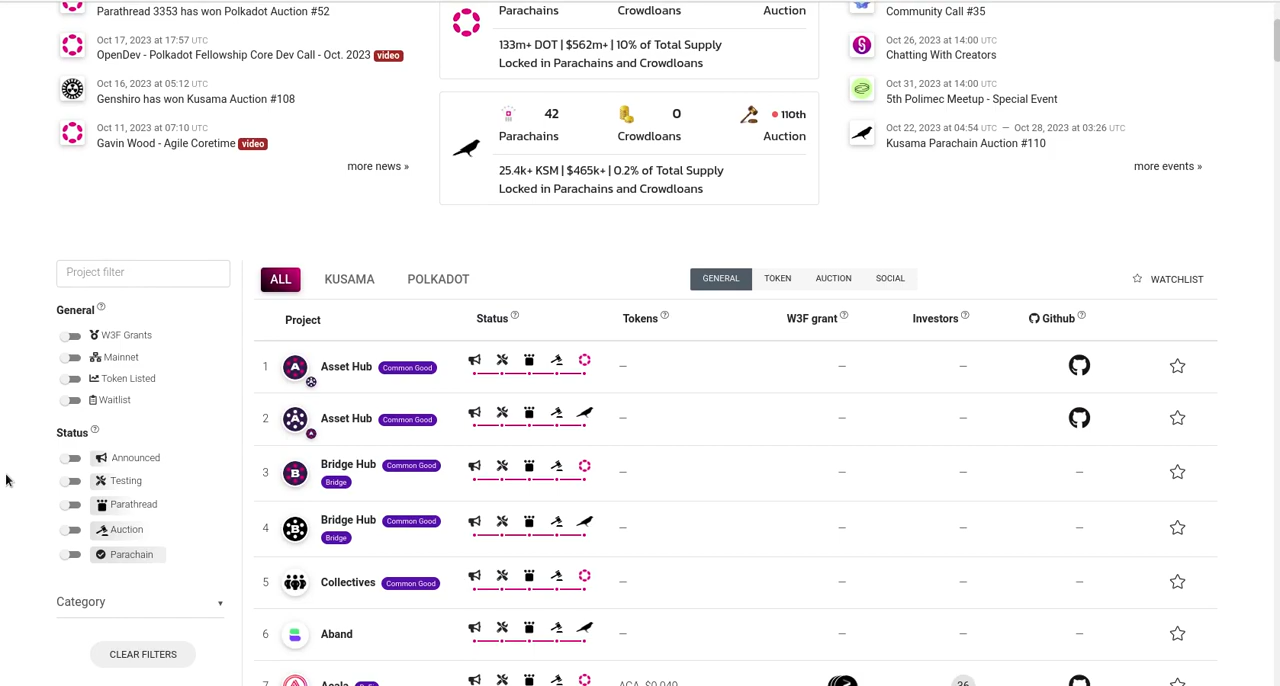 Parathread 3353 has won Polkadot Auction #52
Oct 17, 2023 at 17:57 UTC
OpenDev - Polkadot Fellowship Core Dev Call - Oct. 2023 video
Oct 16, 2023 at 05:12 UTC
Genshiro has won Kusama Auction #108
Oct 11, 2023 at 07:10 UTC
Gavin Wood - Agile Coretime video
more news »
Parachains Crowdloans Auction
133m+ DOT | $562m+ | 10% of Total Supply
Locked in Parachains and Crowdloans
42 0 110th
Parachains Crowdloans Auction
25.4k+ KSM | $465k+ | 0.2% of Total Supply
Locked in Parachains and Crowdloans
Community Call #35
Oct 26, 2023 at 14:00 UTC
Chatting With Creators
Oct 31, 2023 at 14:00 UTC
5th Polimec Meetup - Special Event
Oct 22, 2023 at 04:54 UTC — Oct 28, 2023 at 03:26 UTC
Kusama Parachain Auction #110
more events »
Project filter
General
W3F Grants
Mainnet
Token Listed
Waitlist
Status
Announced
Testing
Parathread
Auction
Parachain
Category
CLEAR FILTERS
ALL KUSAMA POLKADOT GENERAL TOKEN AUCTION SOCIAL WATCHLIST
Project Status Tokens W3F grant Investors Github
1 Asset Hub Common Good – – –
2 Asset Hub Common Good – – –
3 Bridge Hub Common Good – – – –
Bridge
4 Bridge Hub Common Good – – – –
Bridge
5 Collectives Common Good – – – –
6 Aband – – – –